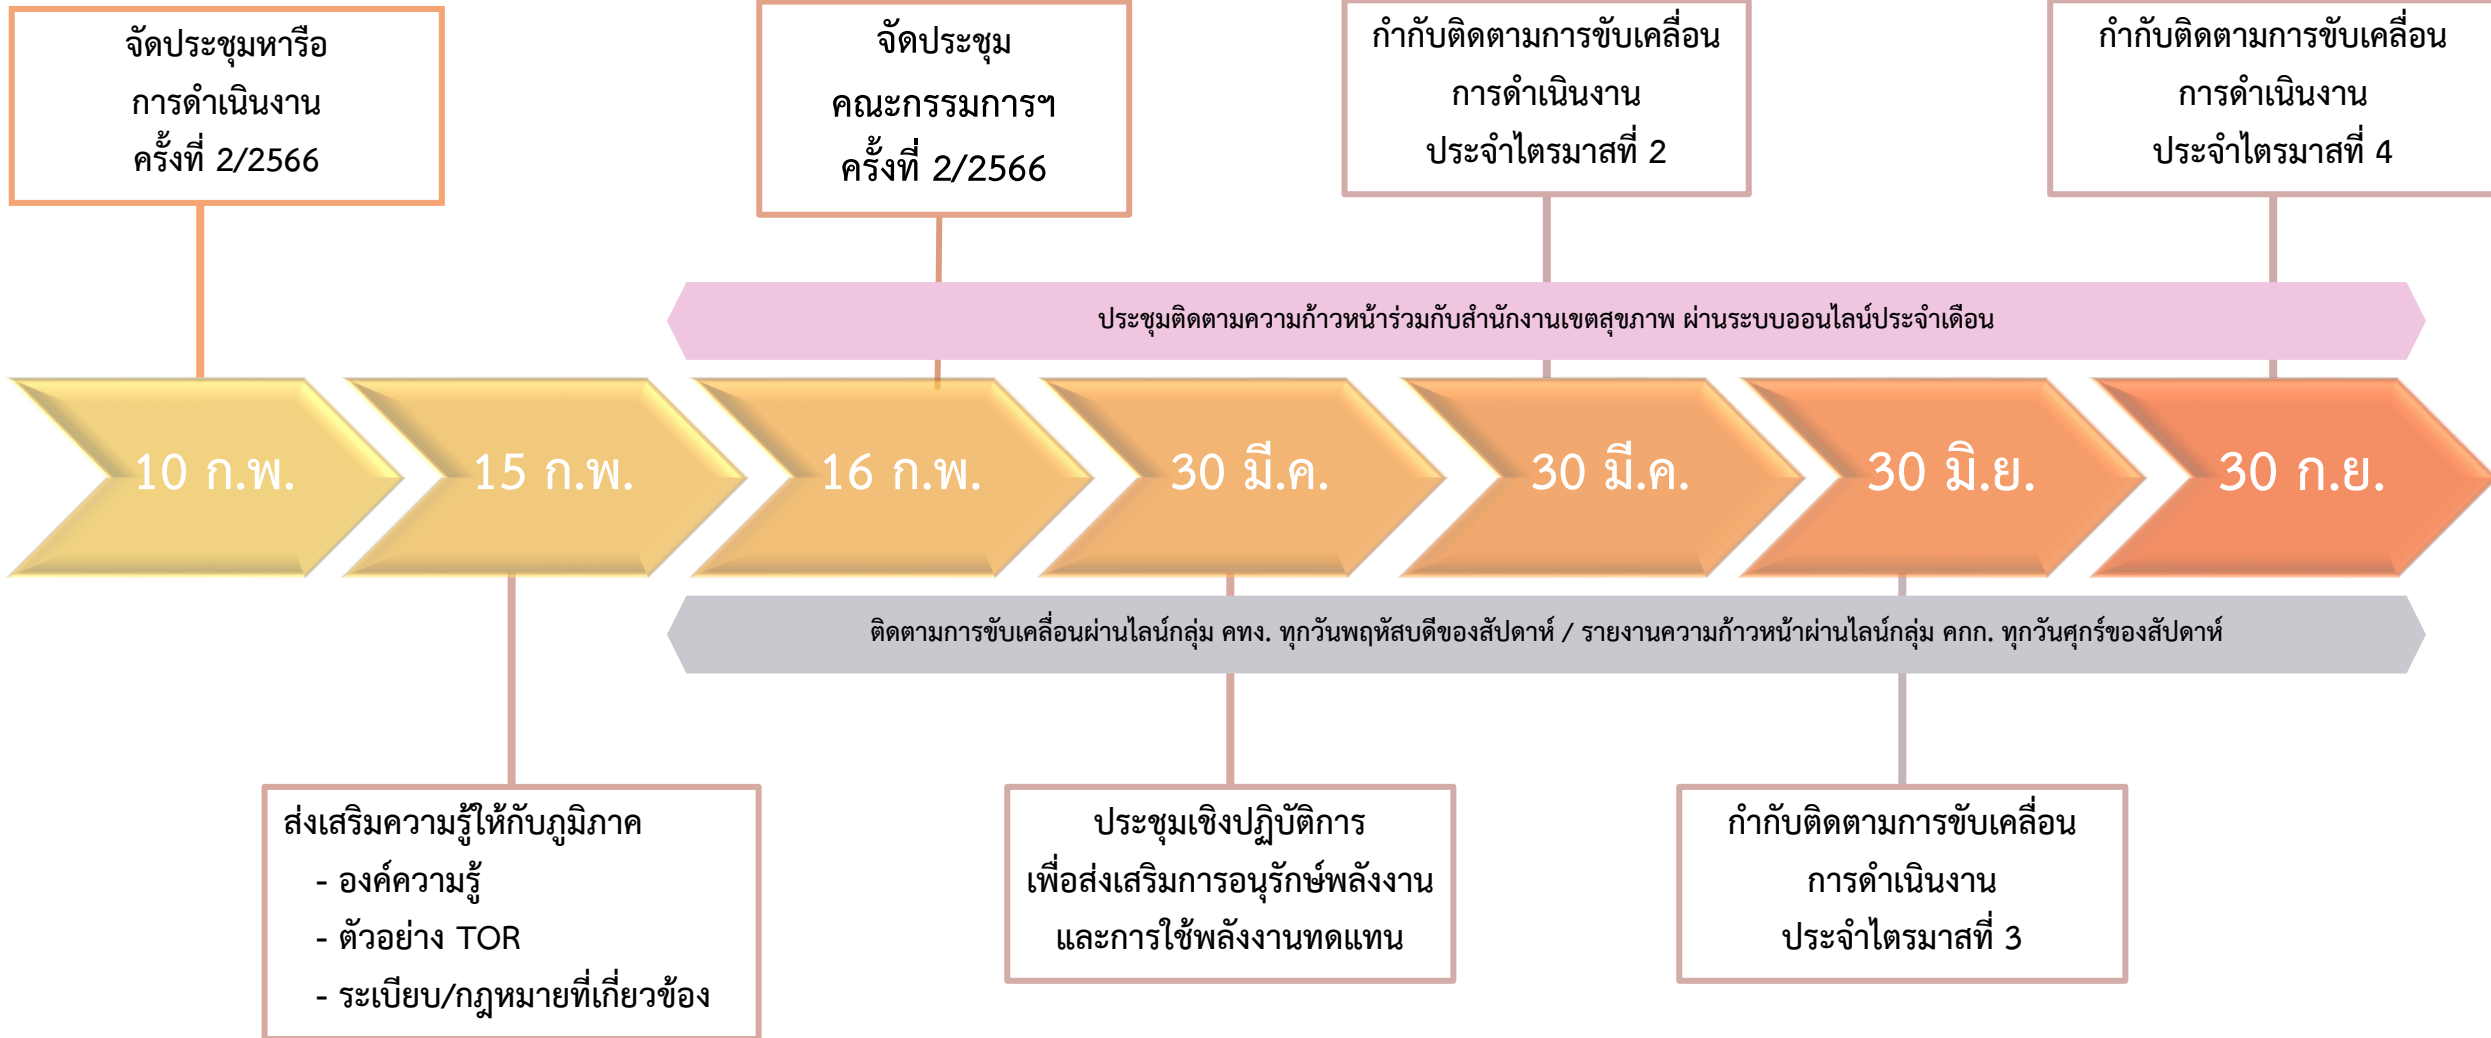 จัดประชุมหารือ
การดำเนินงาน
ครั้งที่ 2/2566
จัดประชุม
คณะกรรมการฯ
ครั้งที่ 2/2566
กำกับติดตามการขับเคลื่อน
การดำเนินงาน
ประจำไตรมาสที่ 2
กำกับติดตามการขับเคลื่อน
การดำเนินงาน
ประจำไตรมาสที่ 4
ประชุมติดตามความก้าวหน้าร่วมกับสำนักงานเขตสุขภาพ ผ่านระบบออนไลน์ประจำเดือน
10 ก.พ.
15 ก.พ.
16 ก.พ.
30 มี.ค.
30 มี.ค.
30 มิ.ย.
30 ก.ย.
ติดตามการขับเคลื่อนผ่านไลน์กลุ่ม คทง. ทุกวันพฤหัสบดีของสัปดาห์ / รายงานความก้าวหน้าผ่านไลน์กลุ่ม คกก. ทุกวันศุกร์ของสัปดาห์
ส่งเสริมความรู้ให้กับภูมิภาค
- องค์ความรู้
- ตัวอย่าง TOR
- ระเบียบ/กฎหมายที่เกี่ยวข้อง
ประชุมเชิงปฏิบัติการ
เพื่อส่งเสริมการอนุรักษ์พลังงาน
และการใช้พลังงานทดแทน
กำกับติดตามการขับเคลื่อน
การดำเนินงาน
ประจำไตรมาสที่ 3